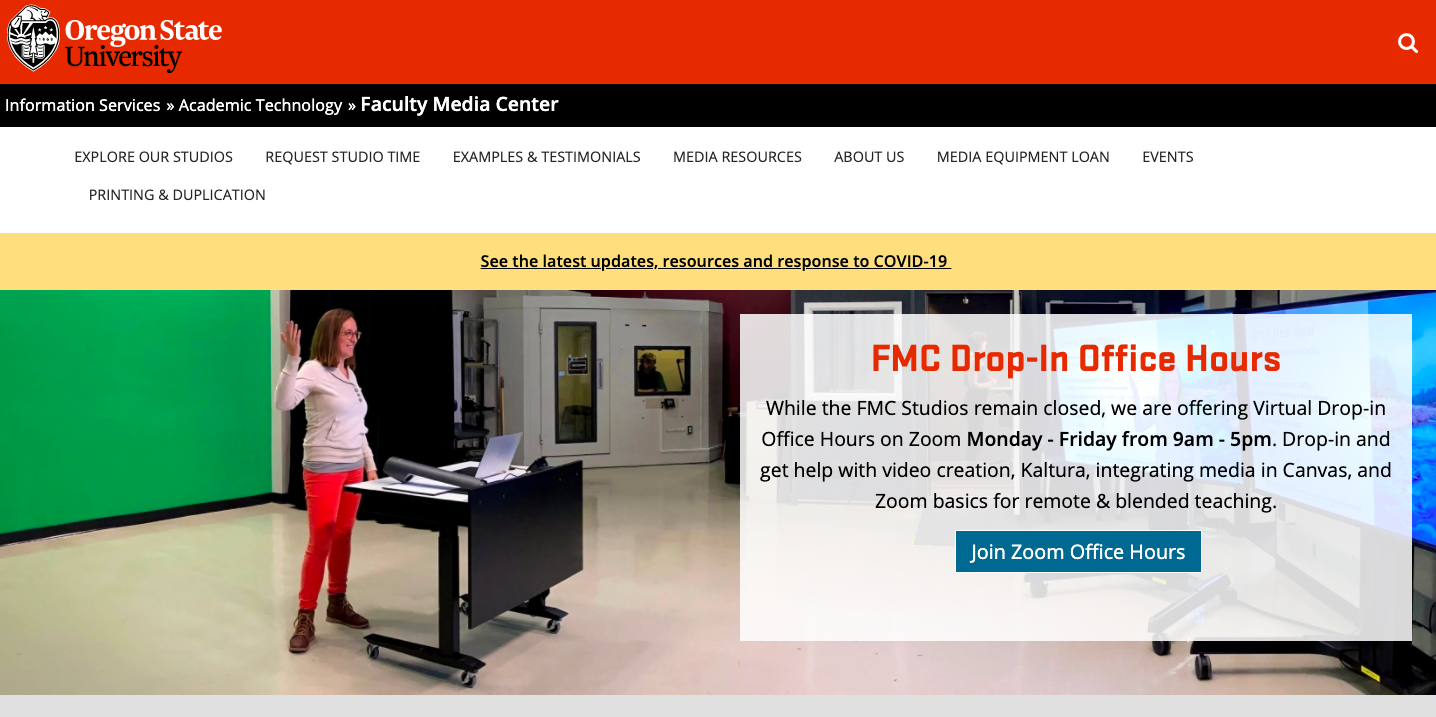 Oregon State
University
Information Services » Academic Technology » Faculty Media Center
EXPLORE OUR STUDIOS REQUEST STUDIO TIME EXAMPLES & TESTIMONIALS MEDIA RESOURCES ABOUT US MEDIA EQUIPMENT LOAN EVENTS
PRINTING & DUPLICATION
See the latest updates, resources and response to COVID-19
FMC Drop-In Office Hours
While the FMC Studios remain closed, we are offering Virtual Drop-in
Office Hours on Zoom Monday - Friday from 9am - 5pm. Drop-in and
get help with video creation, Kaltura, integrating media in Canvas, and
Zoom basics for remote & blended teaching.
Join Zoom Office Hours